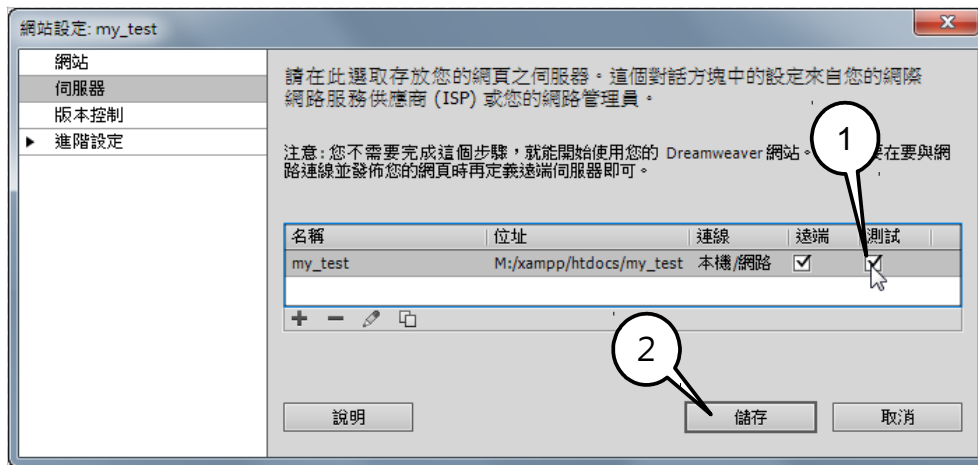 網站設定: my_test
網站
伺服器
版本控制
進階設定
請在此選取存放您的網頁之伺服器。這個對話方塊中的設定來自您的網際
網路服務供應商 (ISP) 或您的網路管理員。
1
注意: 您不需要完成這個步驟，就能開始使用您的 Dreamweaver 網站。 要在要與網
路連線並發佈您的網頁時再定義遠端伺服器即可。
名稱 位址 連線 遠端 測試
my_test M:/xampp/htdocs/my_test 本機/網路
2
說明 儲存 取消